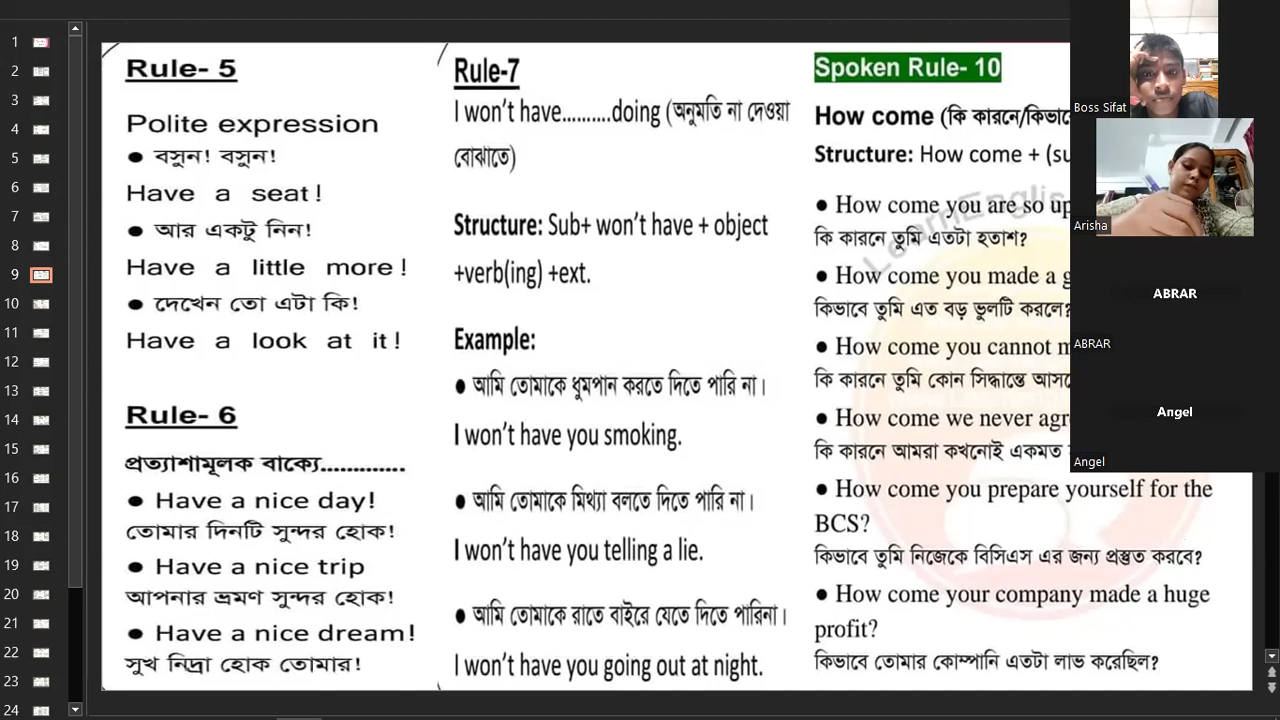 1
2
3
4
5
6
7
8
9
10
11
12
13
14
15
16
17
18
19
20
21
22
23
24
Rule- 5
Polite expression
● বসুন! বসুন!
Have a seat!
● আর একটু নিন!
Have a little more!
● দেখেন তো এটা কি!
Have a look at it!
Rule- 6
প্রত্যাশামূলক বাক্যে.............
● Have a nice day!
তোমার দিনটি সুন্দর হোক!
● Have a nice trip
আপনার ভ্রমণ সুন্দর হোক!
● Have a nice dream!
সুখ নিদ্রা হোক তোমার!
Rule-7
I won't have..........doing (অনুমতি না দেওয়া
বোঝাতে)
Structure: Sub+ won't have + object
+verb(ing) +ext.
Example:
● আমি তোমাকে ধুমপান করতে দিতে পারি না।
I won't have you smoking.
● আমি তোমাকে মিথ্যা বলতে দিতে পারি না।
I won't have you telling a lie.
● আমি তোমাকে রাতে বাইরে যেতে দিতে পারিনা।
I won't have you going out at night.
Spoken Rule- 10
How come (কি কারনে/কিভাবে
Structure: How come + (su
● How come you are so up
কি কারনে তুমি এতটা হতাশ?
● How come you made a g
কিভাবে তুমি এত বড় ভুলটি করলে?
● How come you cannot m
কি কারনে তুমি কোন সিদ্ধান্তে আসতে
● How come we never agr
কি কারনে আমরা কখনোই একমত
● How come you prepare yourself for the
BCS?
কিভাবে তুমি নিজেকে বিসিএস এর জন্য প্রস্তুত করবে?
● How come your company made a huge
profit?
কিভাবে তোমার কোম্পানি এতটা লাভ করেছিল?
LearnEnglis
Boss Sifat
Arisha
ABRAR
ABRAR
Angel
Angel